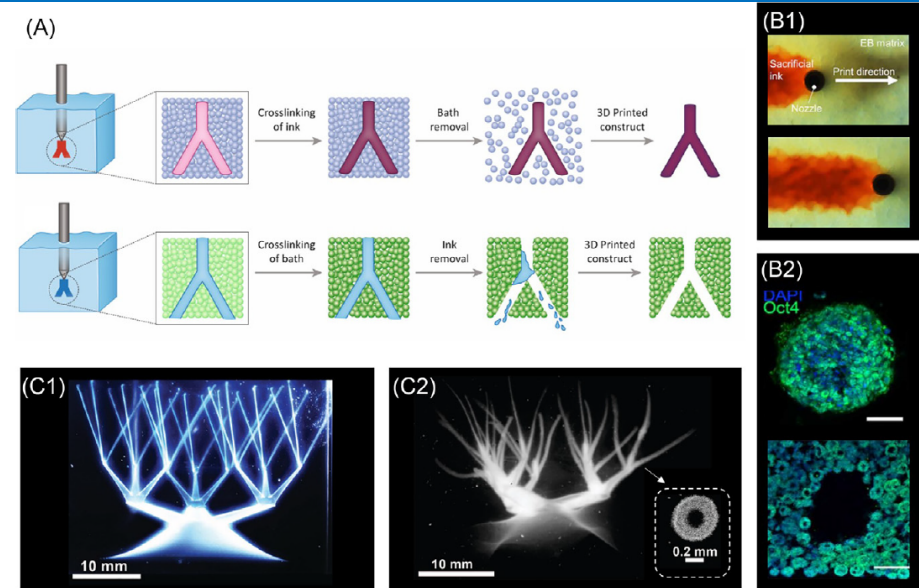 (A)
Crosslinking
of ink
Bath
removal
3D Printed
construct
Crosslinking
of bath
Ink
removal
3D Printed
construct
(B1)
EB matrix
Sacrificial
ink
Print direction
Nozzle
(B2)
DAPI
Oct4
(C1)
10 mm
(C2)
10 mm
0.2 mm